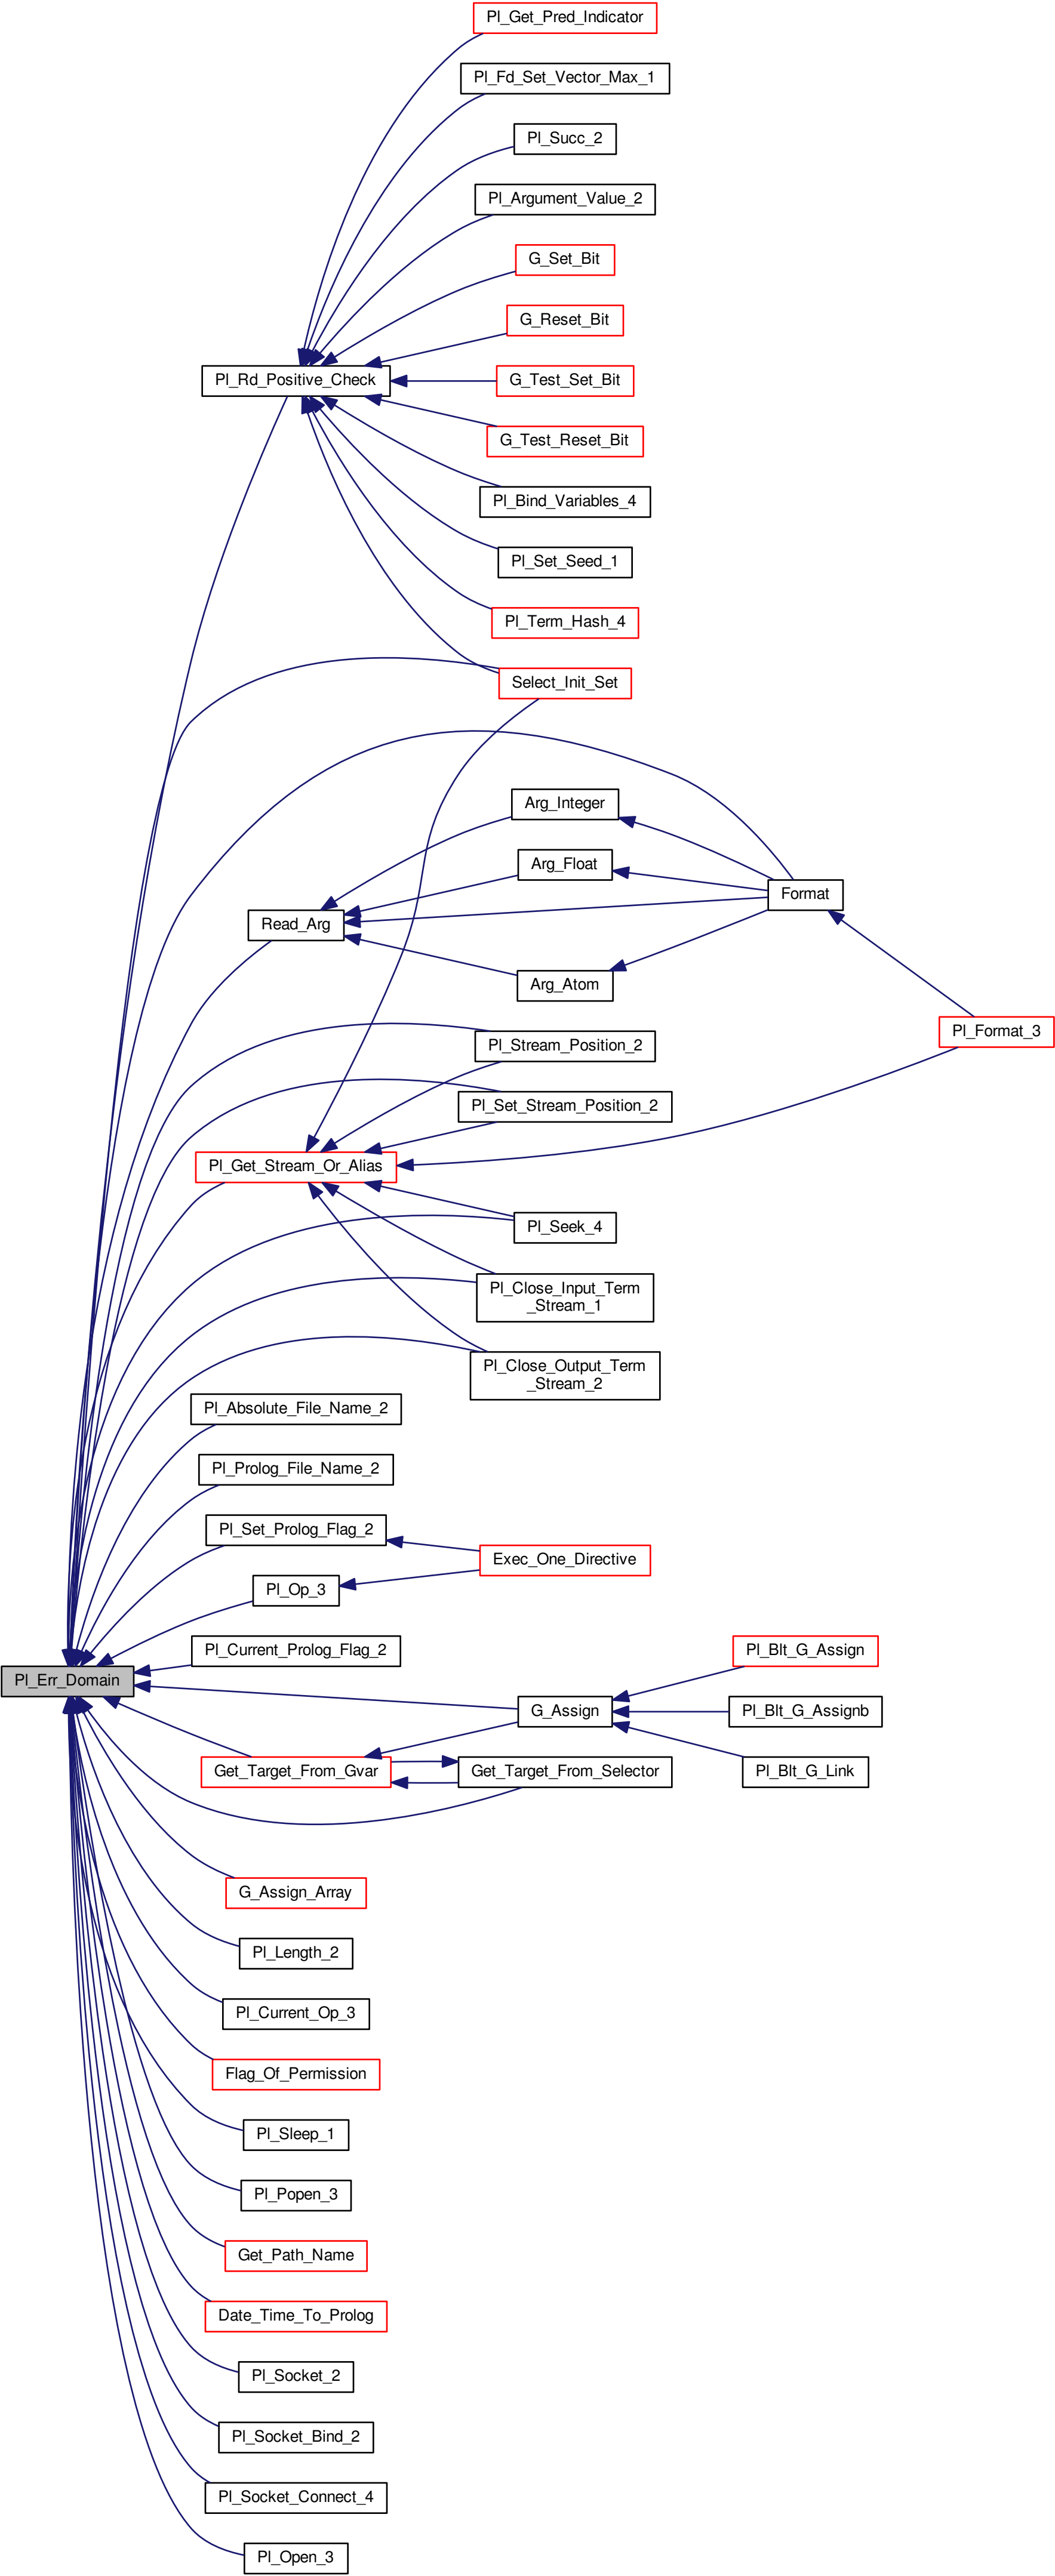 Pl_Get_Pred_Indicator
Pl_Fd_Set_Vector_Max_1
Pl_Succ_2
Pl_Argument_Value_2
G_Set_Bit
G_Reset_Bit
Pl_Rd_Positive_Check
G_Test_Set_Bit
G_Test_Reset_Bit
Pl_Bind_Variables_4
Pl_Set_Seed_1
Pl_Term_Hash_4
Select_Init_Set
Arg_Integer
Arg_Float
Format
Read_Arg
Arg_Atom
Pl_Format_3
Pl_Stream_Position_2
Pl_Set_Stream_Position_2
Pl_Get_Stream_Or_Alias
Pl_Seek_4
Pl_Close_Input_Term
_Stream_1
Pl_Close_Output_Term
_Stream_2
Pl_Absolute_File_Name_2
Pl_Prolog_File_Name_2
Pl_Set_Prolog_Flag_2
Exec_One_Directive
Pl_Op_3
Pl_Current_Prolog_Flag_2
Pl_Blt_G_Assign
Pl_Err_Domain
G_Assign
Pl_Blt_G_Assignb
Get_Target_From_Gvar
Get_Target_From_Selector
Pl_Blt_G_Link
G_Assign_Array
Pl_Length_2
Pl_Current_Op_3
Flag_Of_Permission
Pl_Sleep_1
Pl_Popen_3
Get_Path_Name
Date_Time_To_Prolog
Pl_Socket_2
Pl_Socket_Bind_2
Pl_Socket_Connect_4
Pl_Open_3